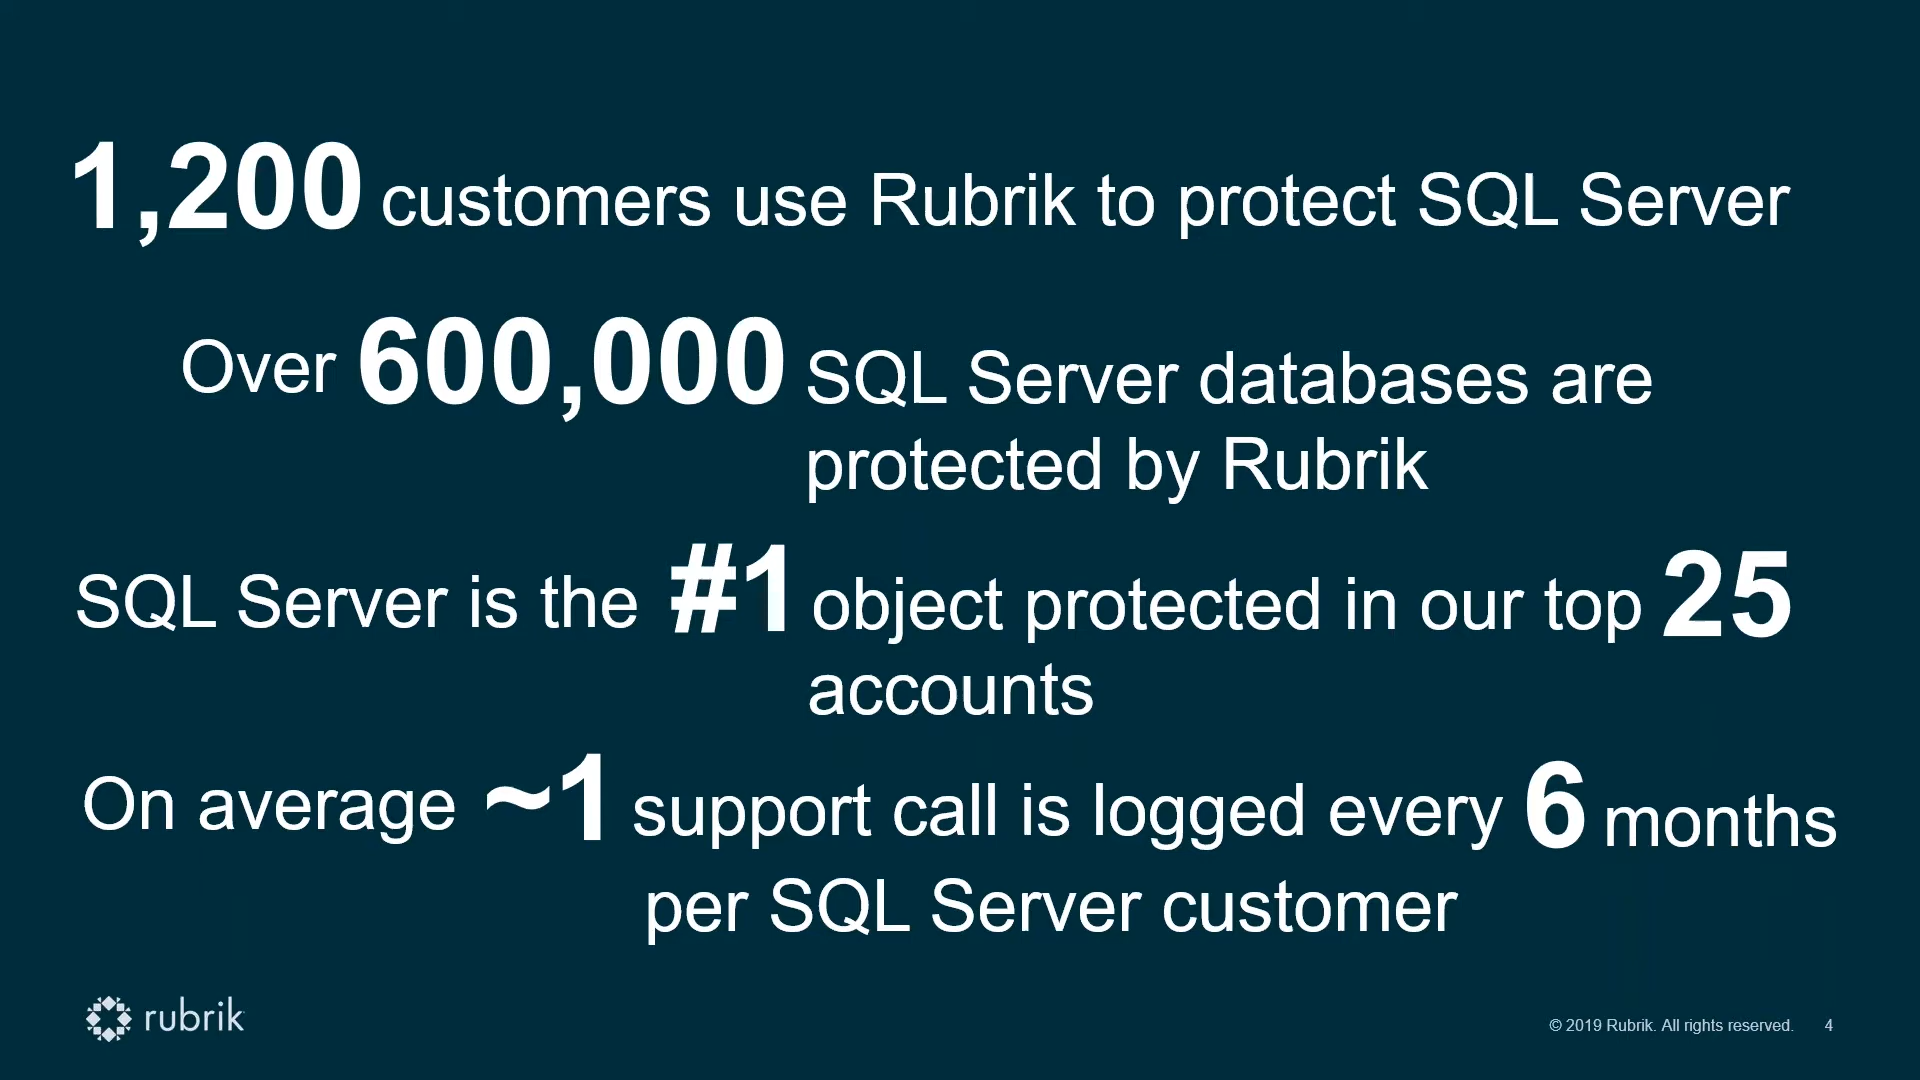 1,200 customers use Rubrik to protect SQL Server
Over 600,000 SQL Server databases are
protected by Rubrik
SQL Server is the #1 object protected in our top 25
accounts
On average ~1 support call is logged every 6 months
per SQL Server customer
rubrik
© 2019 Rubrik. All rights reserved. 4